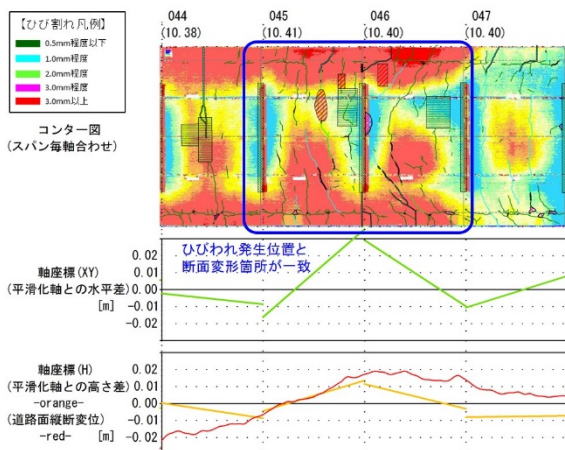 【ひび割れ凡例】
0.5mm程度以下
1.0mm程度
2.0mm程度
3.0mm程度
3.0mm以上
044
(10.38)
045
(10.41)
046
(10.40)
047
(10.40)
コンター図
(スパン毎軸合わせ)
ひびわれ発生位置と
断面変形箇所が一致
軸座標(XY)
(平滑化軸との水平差)
[m]
0.02
0.01
0.00
-0.01
-0.02
軸座標(H)
(平滑化軸との高さ差)
-orange-
(道路面縦断変位)
-red- [m]
0.02
0.01
0.00
-0.01
-0.02